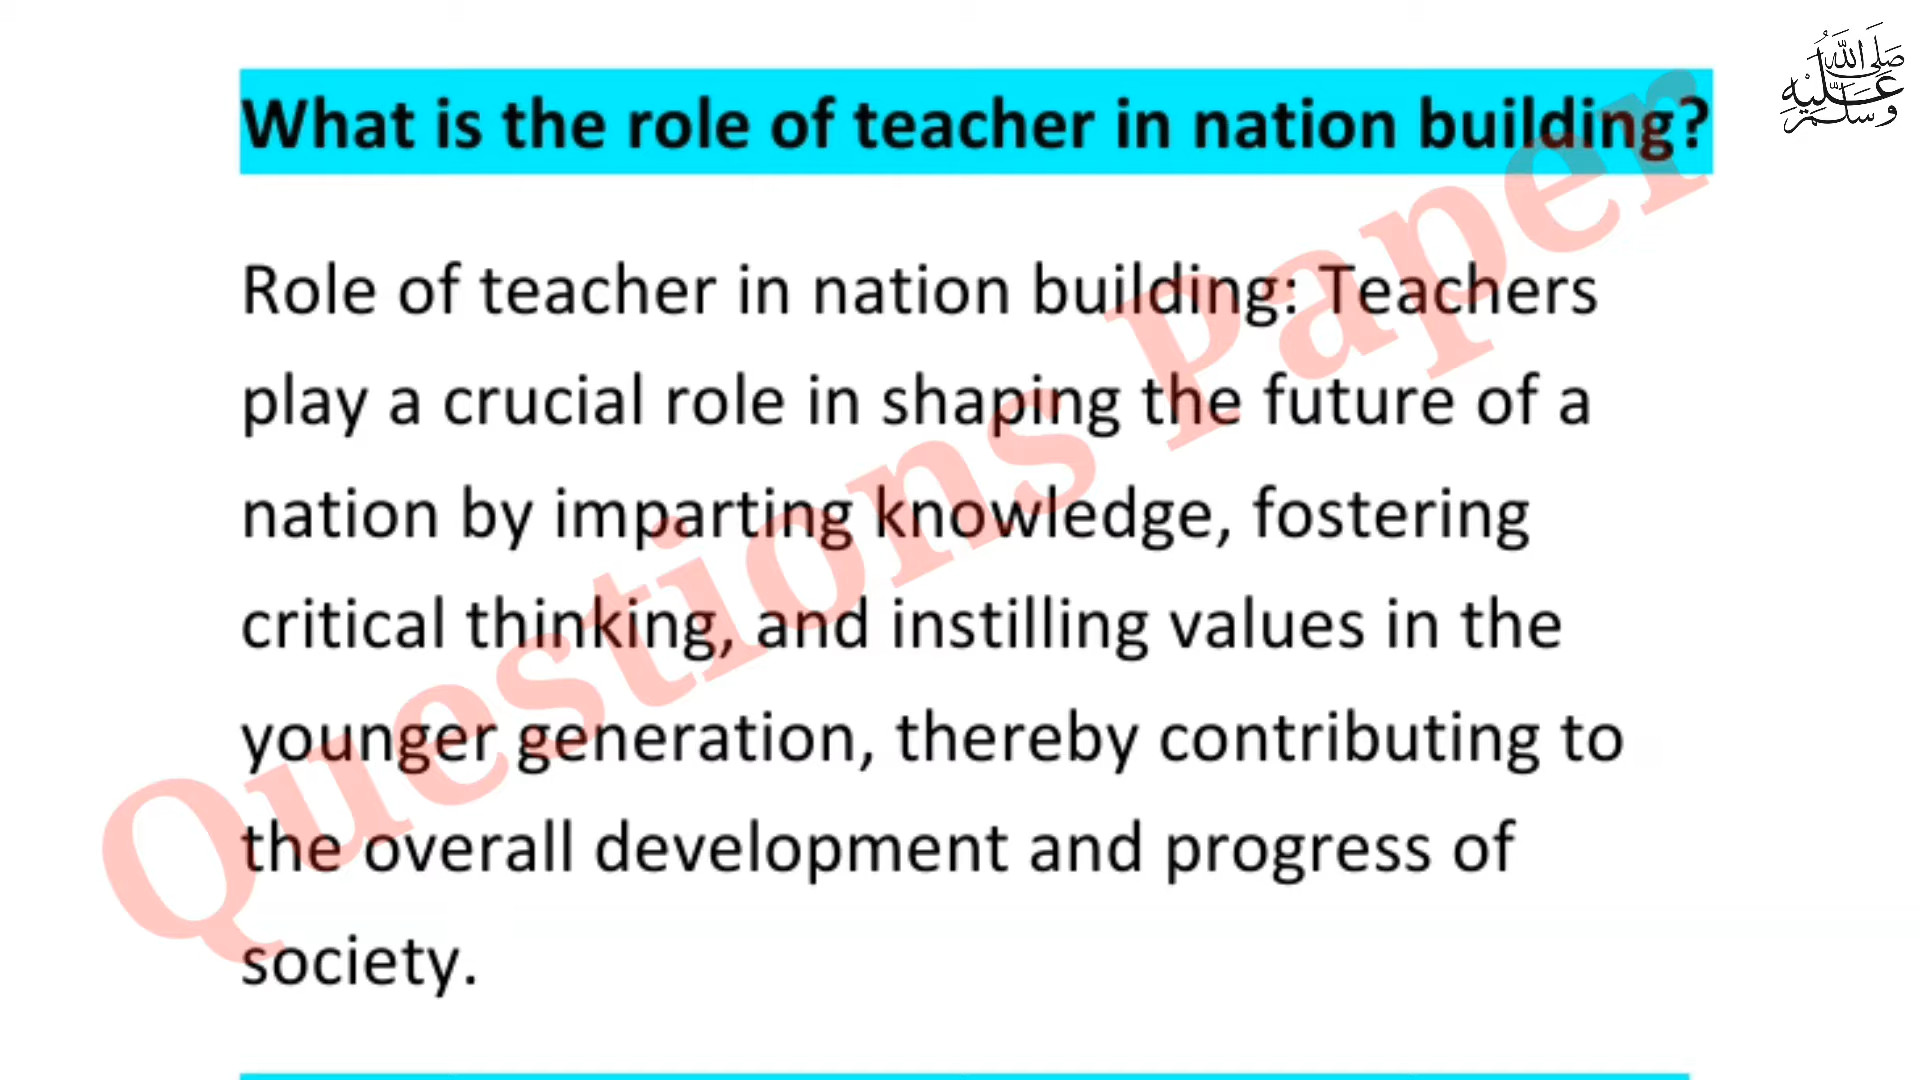 What is the role of teacher in nation building?
صلى الله عليه وسلم
Role of teacher in nation building: Teachers
play a crucial role in shaping the future of a
nation by imparting knowledge, fostering
critical thinking, and instilling values in the
younger generation, thereby contributing to
the overall development and progress of
society.
Questions Paper